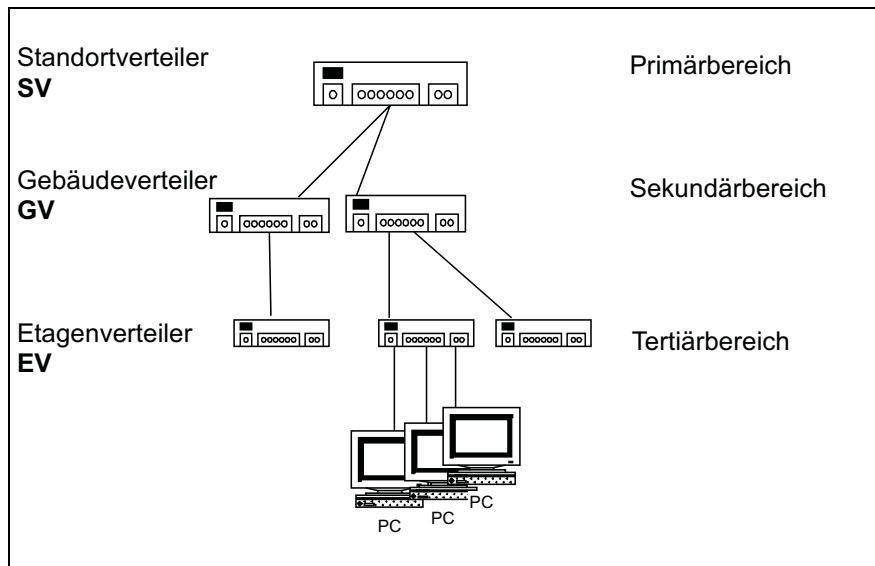 Standortverteiler
SV
Primärbereich
Gebäudeverteiler
GV
Sekundärbereich
Etagenverteiler
EV
Tertiärbereich
PC
PC
PC